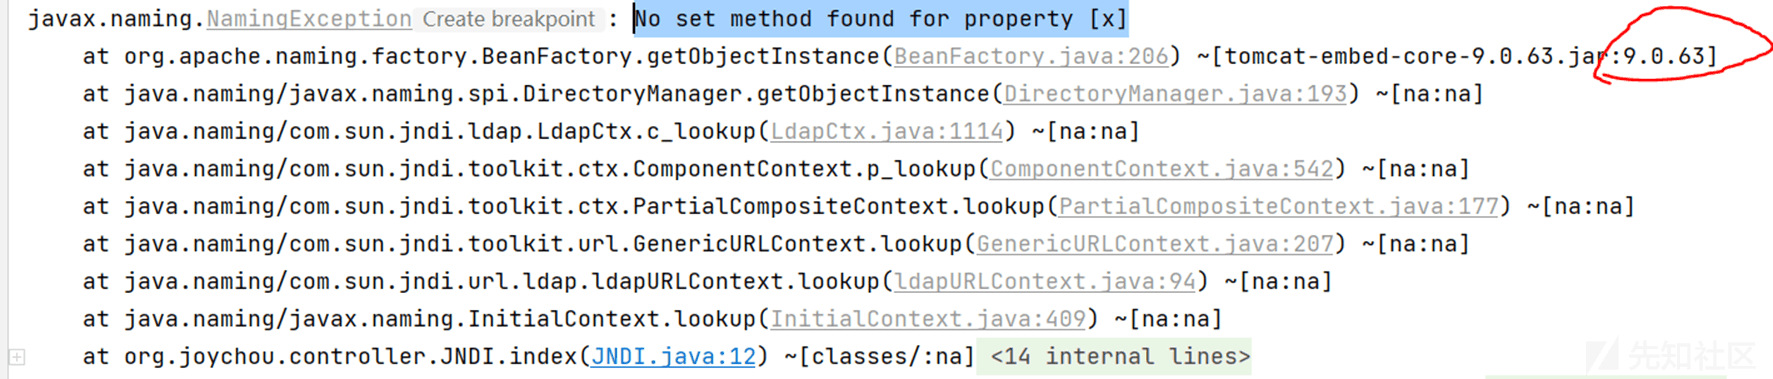 javax.naming.NamingException Create breakpoint : No set method found for property [x]
at org.apache.naming.factory.BeanFactory.getObjectInstance(BeanFactory.java:206) ~[tomcat-embed-core-9.0.63.jar:9.0.63]
at java.naming/javax.naming.spi.DirectoryManager.getObjectInstance(DirectoryManager.java:193) ~[na:na]
at java.naming/com.sun.jndi.ldap.LdapCtx.c_lookup(LdapCtx.java:1114) ~[na:na]
at java.naming/com.sun.jndi.toolkit.ctx.ComponentContext.p_lookup(ComponentContext.java:542) ~[na:na]
at java.naming/com.sun.jndi.toolkit.ctx.PartialCompositeContext.lookup(PartialCompositeContext.java:177) ~[na:na]
at java.naming/com.sun.jndi.toolkit.url.GenericURLContext.lookup(GenericURLContext.java:207) ~[na:na]
at java.naming/com.sun.jndi.url.ldap.ldapURLContext.lookup(ldapURLContext.java:94) ~[na:na]
at java.naming/javax.naming.InitialContext.lookup(InitialContext.java:409) ~[na:na]
at org.joychou.controller.JNDI.index(JNDI.java:12) ~[classes/:na] <14 internal lines>
先知社区